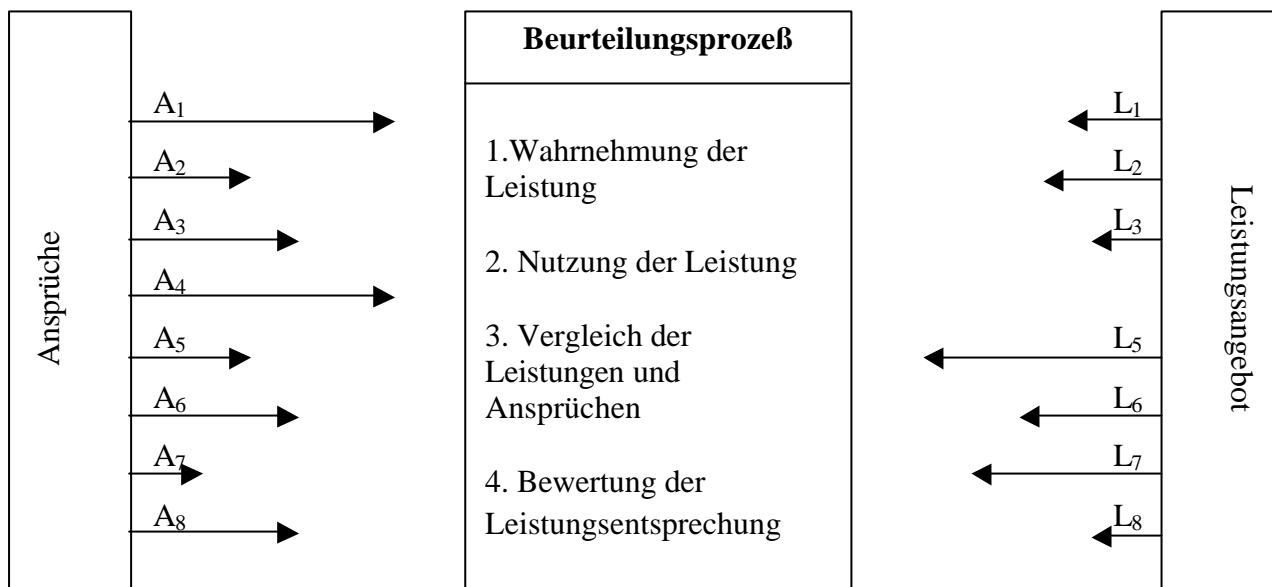 Ansprüche
A1
A2
A3
A4
A5
A6
A7
A8
Beurteilungsprozeß
1.Wahrnehmung der
Leistung
2. Nutzung der Leistung
3. Vergleich der
Leistungen und
Ansprüchen
4. Bewertung der
Leistungsentsprechung
L1
L2
L3
L5
L6
L7
L8
Leistungsangebot